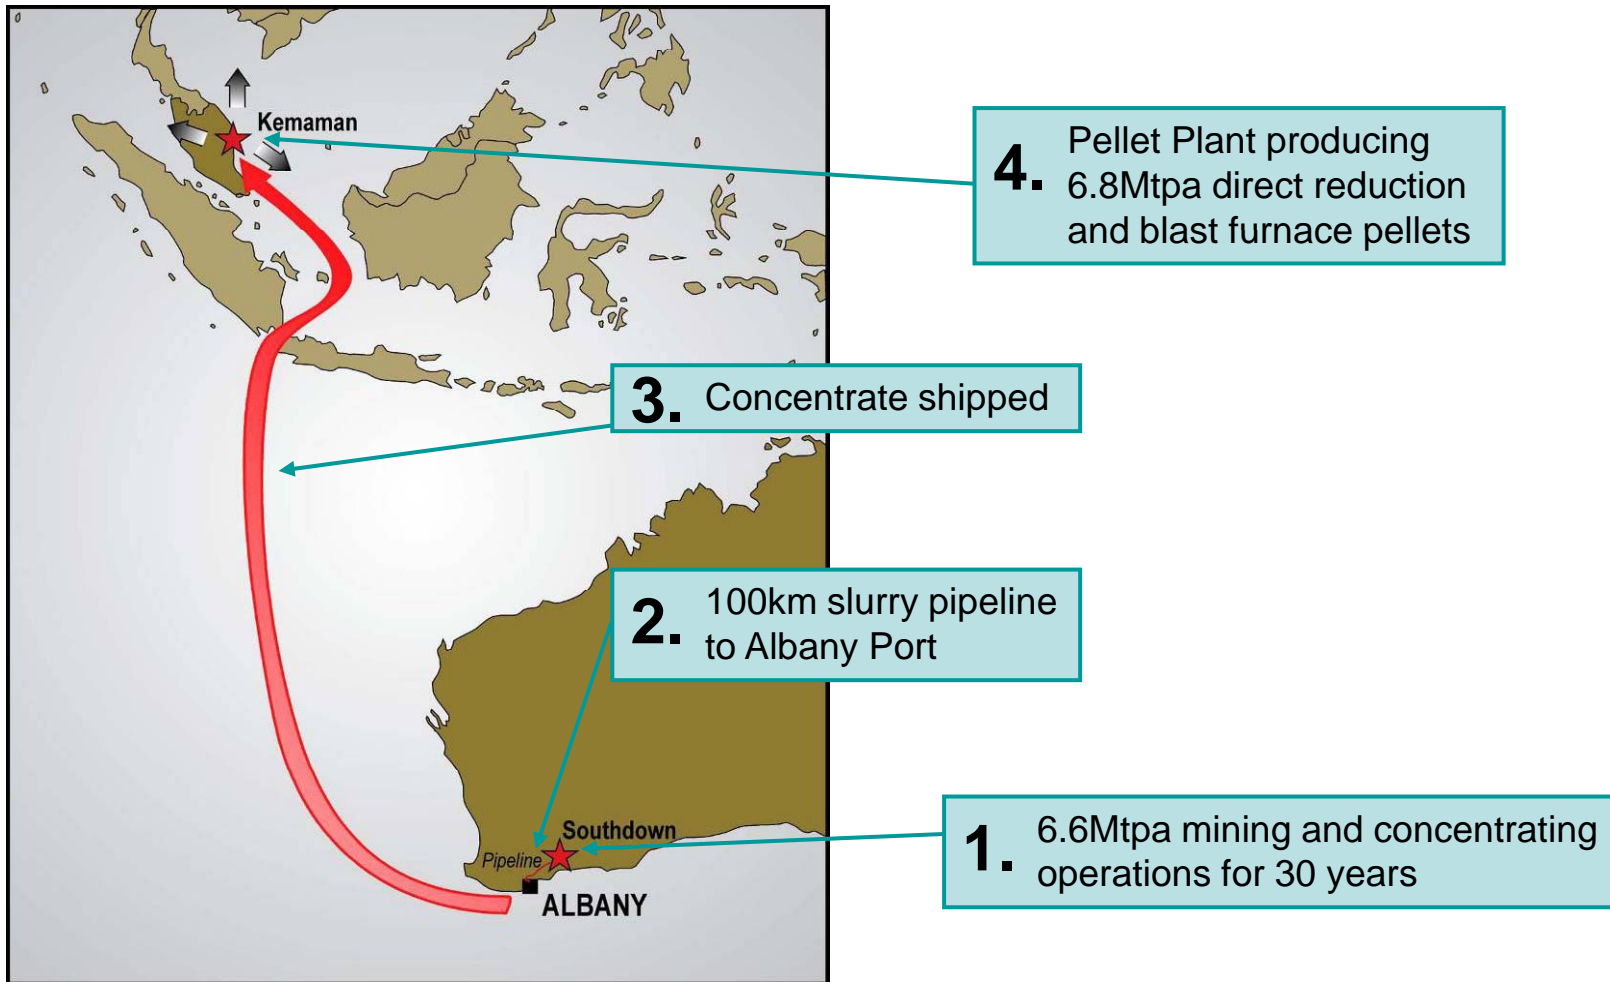 Kemaman
4. Pellet Plant producing
6.8Mtpa direct reduction
and blast furnace pellets
3. Concentrate shipped
2. 100km slurry pipeline
to Albany Port
Southdown
Pipeline
ALBANY
1. 6.6Mtpa mining and concentrating
operations for 30 years